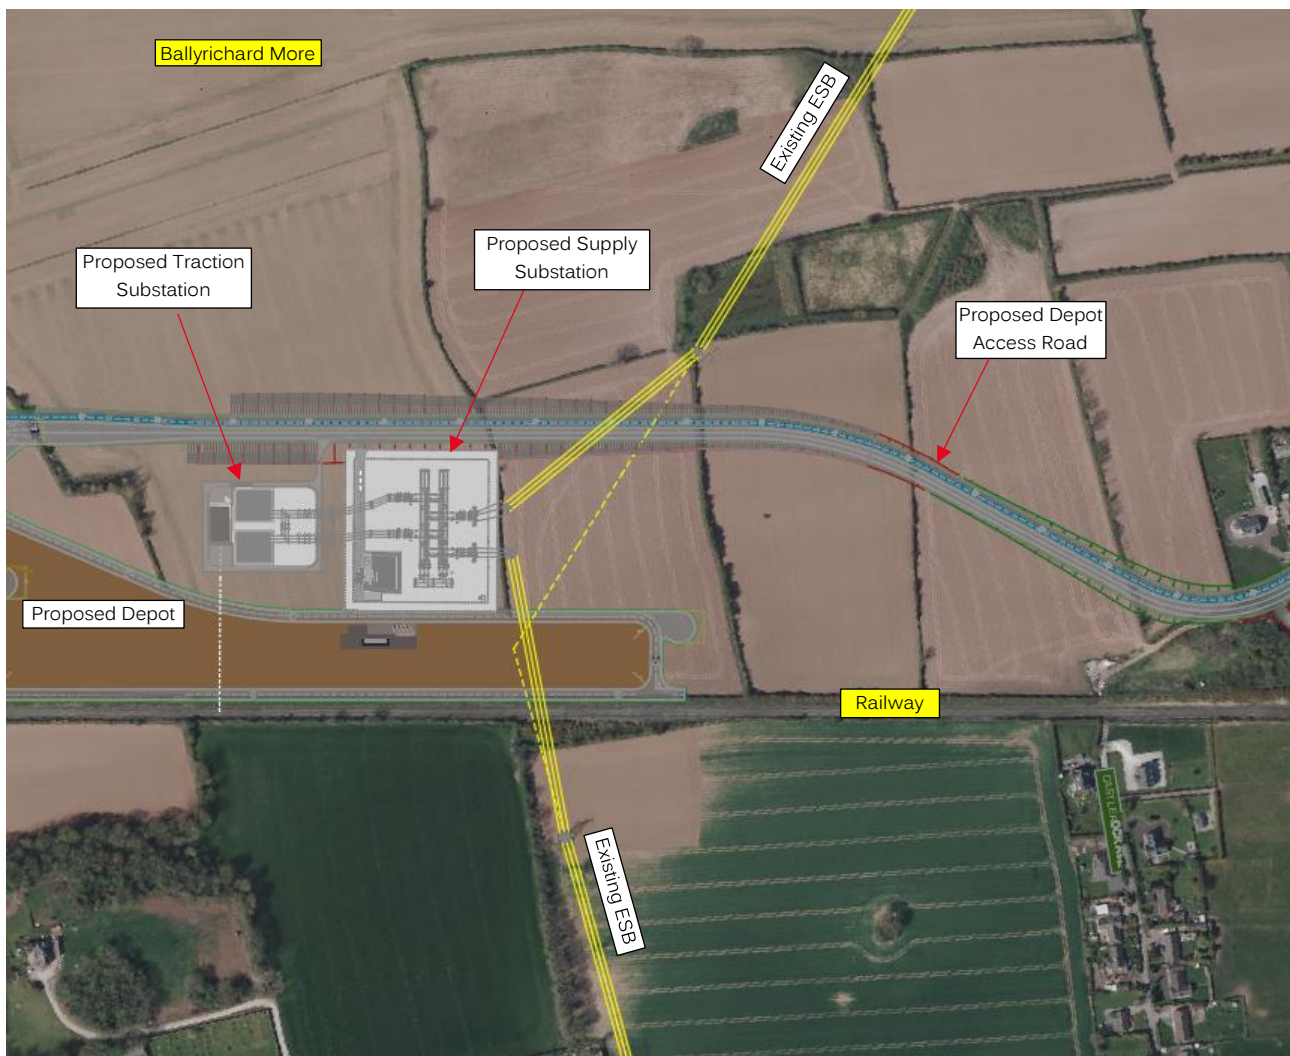 Ballyrichard More
Existing ESB
Proposed Traction
Substation
Proposed Supply
Substation
Proposed Depot
Access Road
Proposed Depot
Railway
Existing ESB